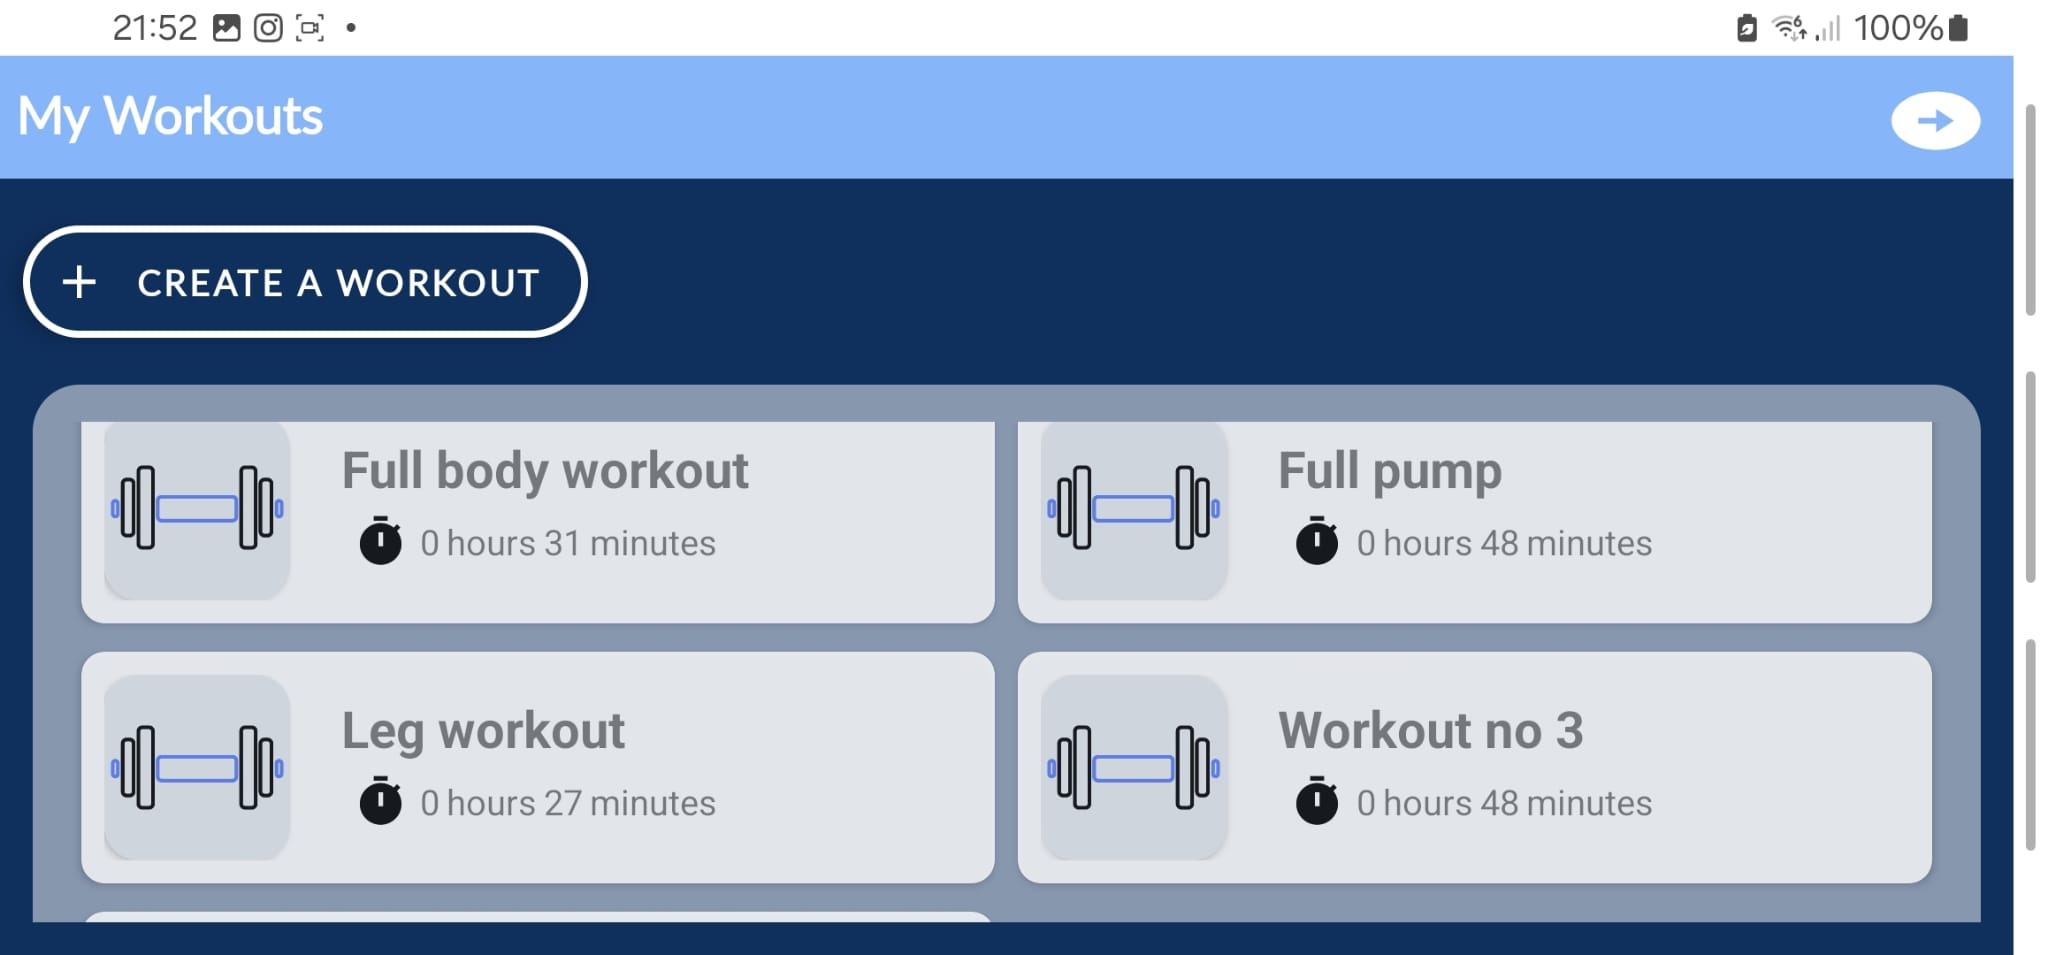 21:52 100%
My Workouts
+ CREATE A WORKOUT
Full body workout
0 hours 31 minutes
Full pump
0 hours 48 minutes
Leg workout
0 hours 27 minutes
Workout no 3
0 hours 48 minutes